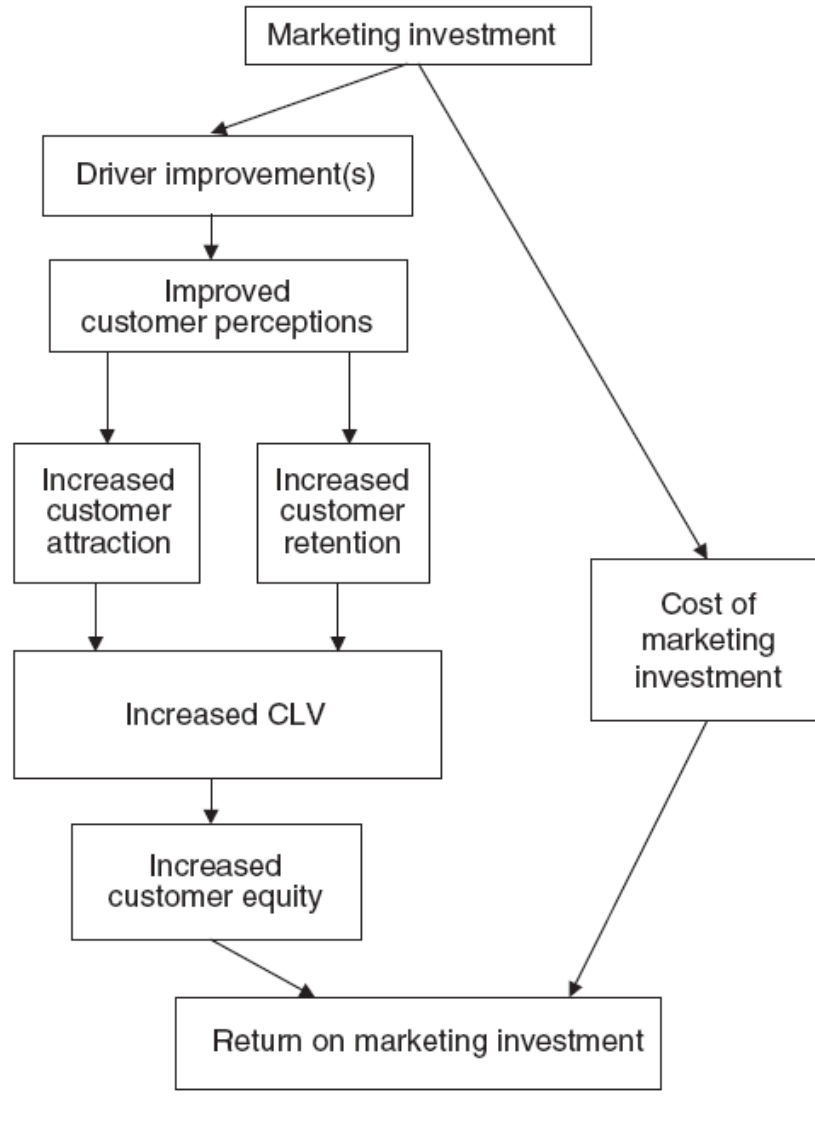 Marketing investment
Driver improvement(s)
Improved
customer perceptions
Increased
customer
attraction
Increased
customer
retention
Cost of
marketing
investment
Increased CLV
Increased
customer equity
Return on marketing investment